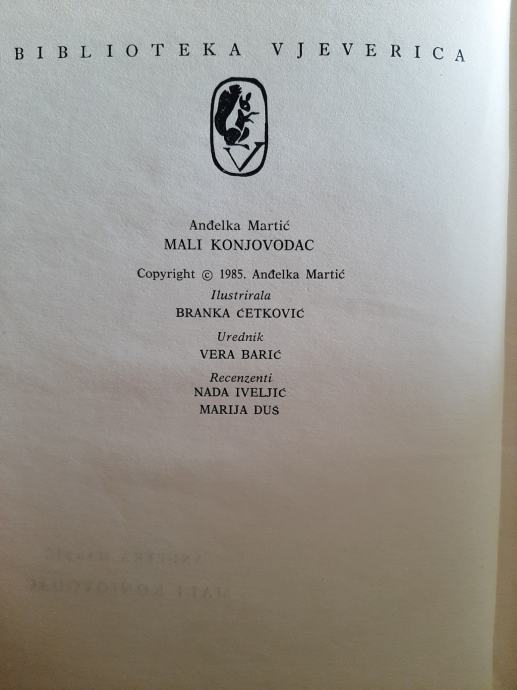 BIBLIOTEKA VJEVERICA
V
Anđelka Martić
MALI KONJOVODAC
Copyright © 1985. Anđelka Martić
Ilustrirala
BRANKA ĆETKOVIĆ
Urednik
VERA BARIĆ
Recenzenti
NADA IVELJIĆ
MARIJA DUŠ